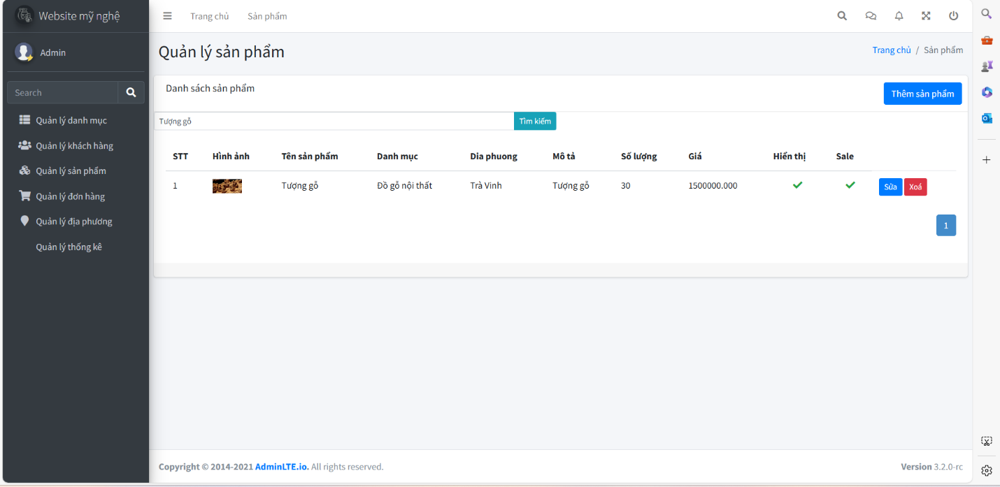 Website mỹ nghệ
Trang chủ Sản phẩm
Admin
Search
Quản lý danh mục
Quản lý khách hàng
Quản lý sản phẩm
Quản lý đơn hàng
Quản lý địa phương
Quản lý thống kê
Quản lý sản phẩm
Trang chủ / Sản phẩm
Danh sách sản phẩm
Thêm sản phẩm
Tượng gỗ Tìm kiếm
STT Hình ảnh Tên sản phẩm Danh mục Dia phuong Mô tả Số lượng Giá Hiển thị Sale
1 Tượng gỗ Đồ gỗ nội thất Trà Vinh Tượng gỗ 30 1500000.000 Sửa Xoá
1
Copyright © 2014-2021 AdminLTE.io. All rights reserved.
Version 3.2.0-rc